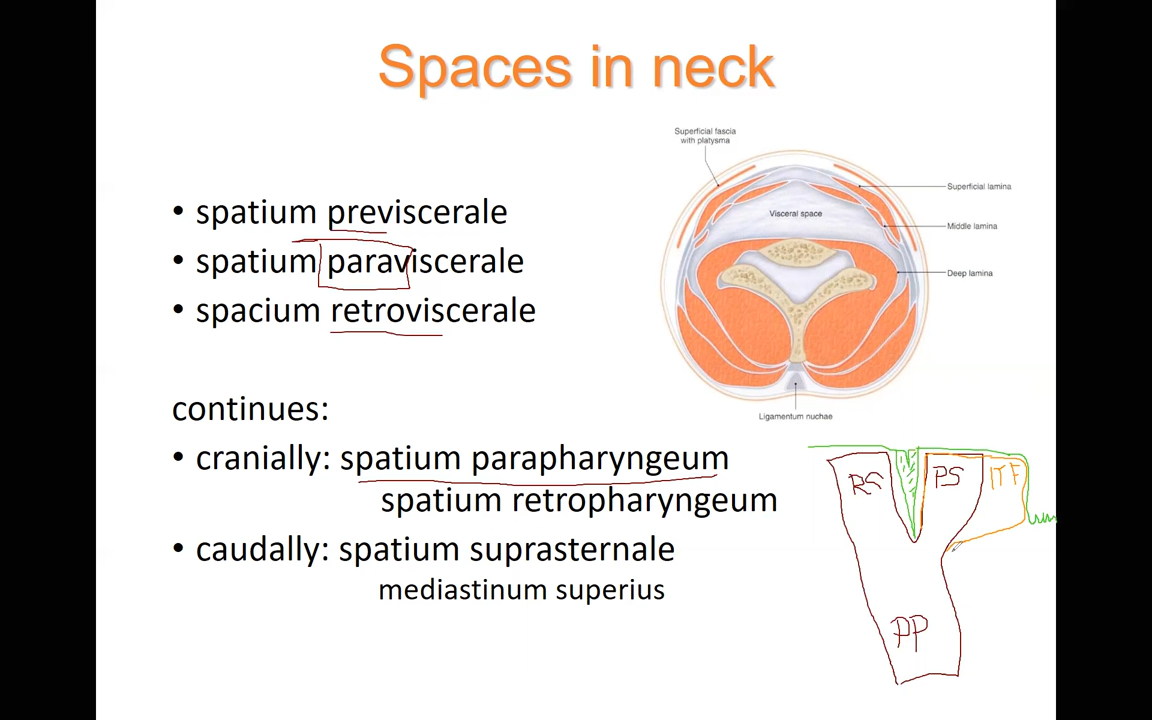 Spaces in neck
Superficial fascia
with platysma
Superficial lamina
Visceral space
Middle lamina
Deep lamina
Ligamentum nuchae
• spatium previscerale
• spatium paraviscerale
• spacium retroviscerale
continues:
• cranially: spatium parapharyngeum
spatium retropharyngeum
• caudally: spatium suprasternale
mediastinum superius
RS PS ITF
PP